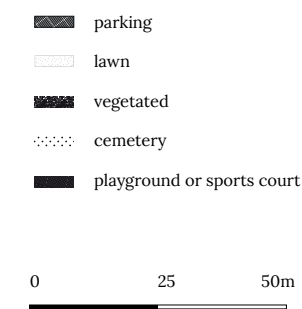 parking
lawn
vegetated
cemetery
playground or sports court
0 25 50m